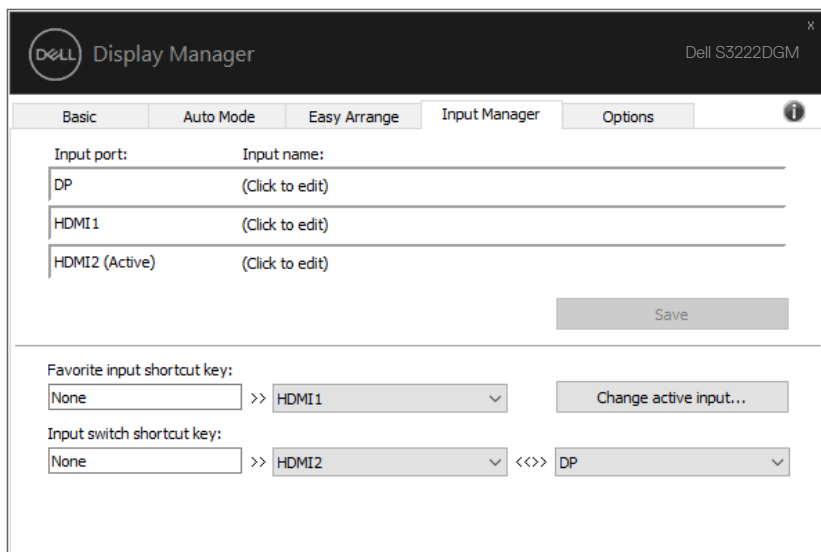 DELL Display Manager Dell S3222DGM
Basic Auto Mode Easy Arrange Input Manager Options
Input port: Input name:
DP (Click to edit)
HDMI1 (Click to edit)
HDMI2 (Active) (Click to edit)
Save
Favorite input shortcut key:
None >> HDMI1 Change active input...
Input switch shortcut key:
None >> HDMI2 <<>> DP